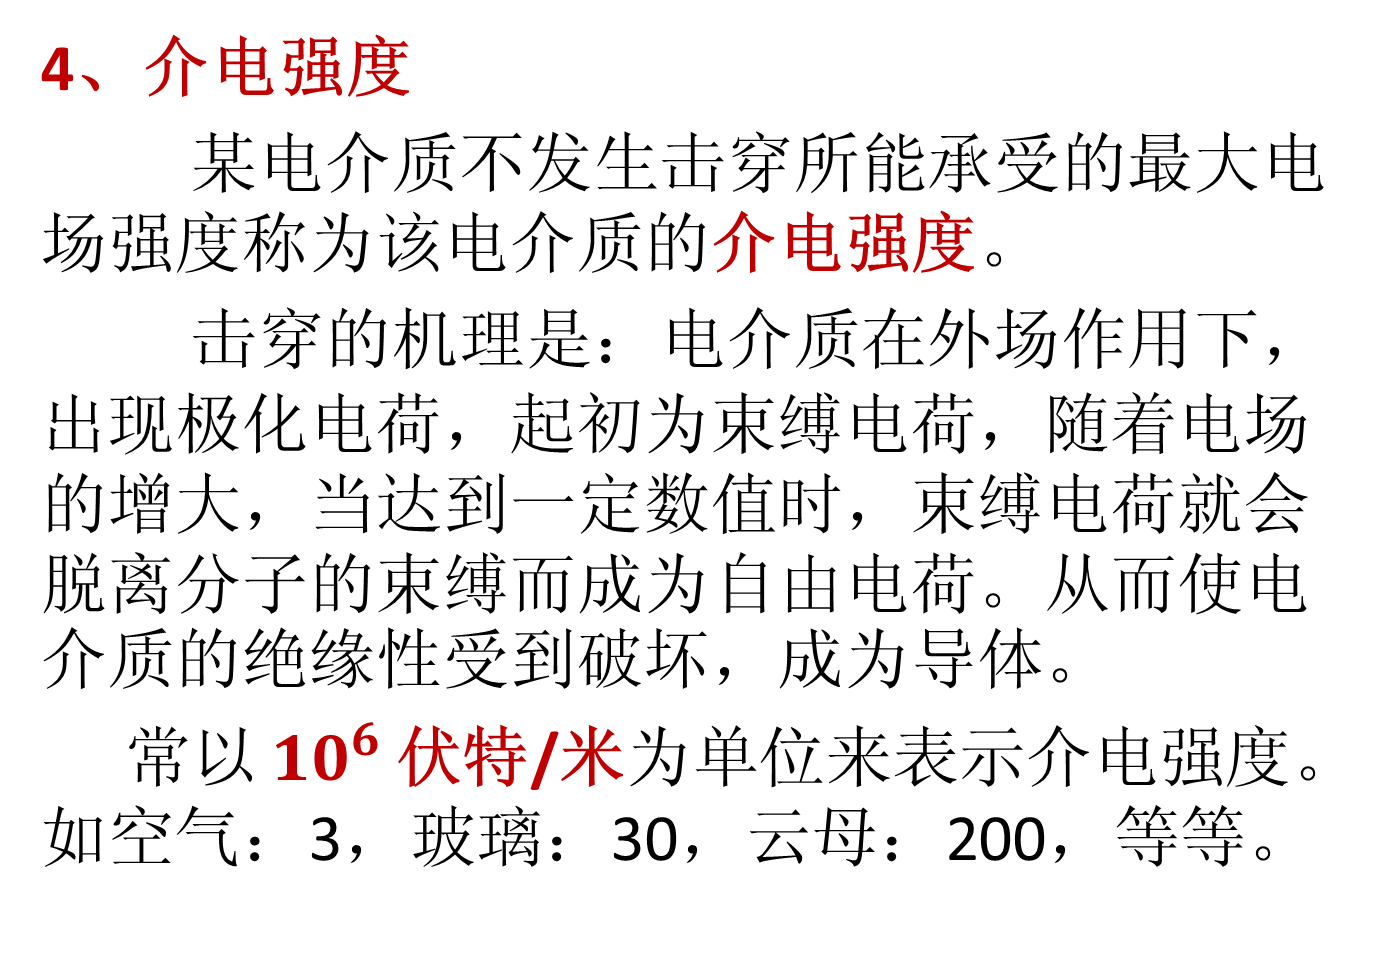 4、介电强度
某电介质不发生击穿所能承受的最大电
场强度称为该电介质的介电强度。
击穿的机理是：电介质在外场作用下，
出现极化电荷，起初为束缚电荷，随着电场
的增大，当达到一定数值时，束缚电荷就会
脱离分子的束缚而成为自由电荷。从而使电
介质的绝缘性受到破坏，成为导体。
常以 10⁶ 伏特/米为单位来表示介电强度。
如空气：3，玻璃：30，云母：200，等等。